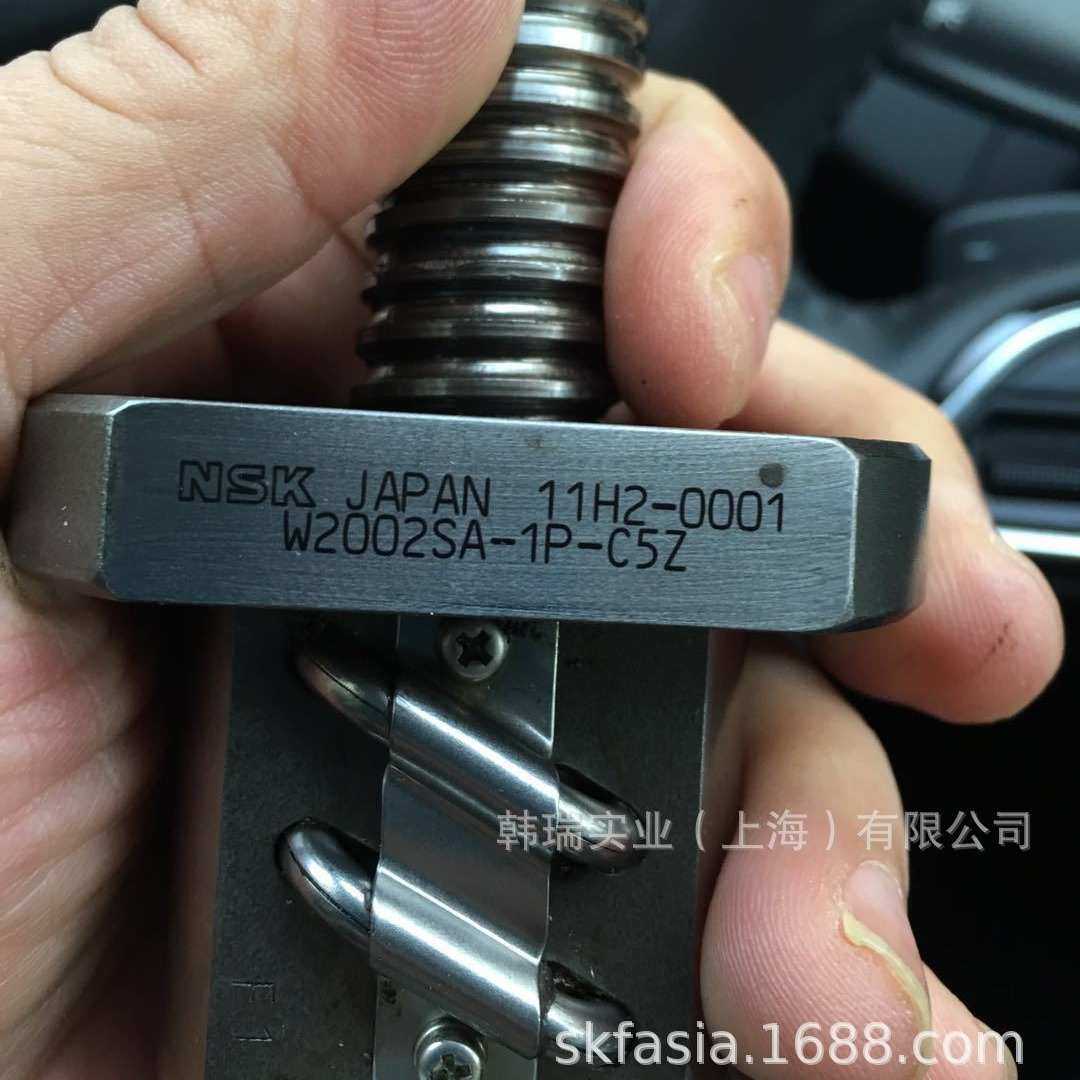 NSK JAPAN 11H2-0001
W2002SA-1P-C5Z
韩瑞实业（上海）有限公司
skfasia.1688.com